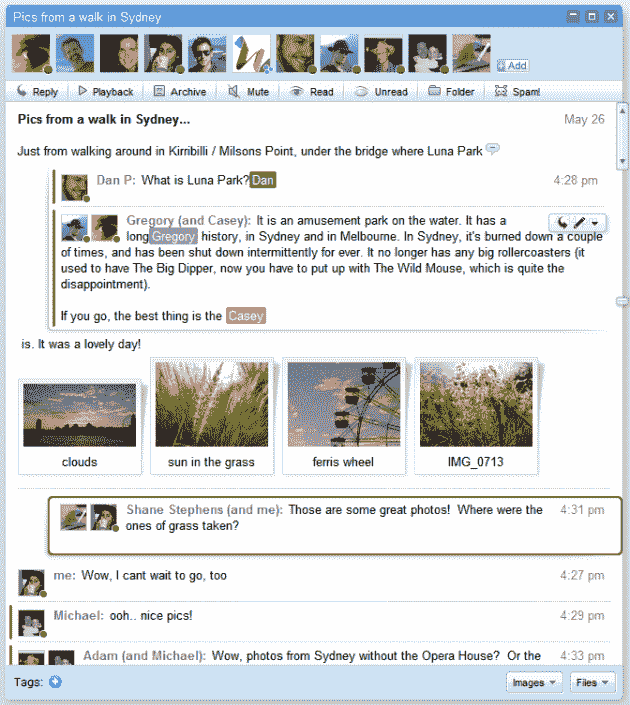 Pics from a walk in Sydney
Add
Reply Playback Archive Mute Read Unread Folder Spam!
Pics from a walk in Sydney... May 26
Just from walking around in Kirribilli / Milsons Point, under the bridge where Luna Park
Dan P: What is Luna Park?Dan 4:28 pm
Gregory (and Casey): It is an amusement park on the water. It has a
longGregory history, in Sydney and in Melbourne. In Sydney, it's burned down a couple
of times, and has been shut down intermittently for ever. It no longer has any big rollercoasters (it
used to have The Big Dipper, now you have to put up with The Wild Mouse, which is quite the
disappointment).
If you go, the best thing is the Casey
is. It was a lovely day!
clouds sun in the grass ferris wheel IMG_0713
Shane Stephens (and me): Those are some great photos! Where were the 4:31 pm
ones of grass taken?
me: Wow, I cant wait to go, too 4:27 pm
Michael: ooh.. nice pics! 4:29 pm
Adam (and Michael): Wow, photos from Sydney without the Opera House? Or the 4:33 pm
Tags: Images Files